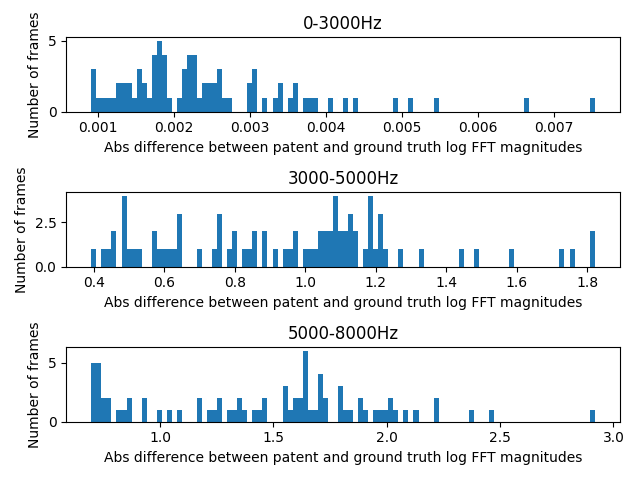 0-3000Hz
Number of frames
5
0
0.001 0.002 0.003 0.004 0.005 0.006 0.007
Abs difference between patent and ground truth log FFT magnitudes
3000-5000Hz
Number of frames
2.5
0.0
0.4 0.6 0.8 1.0 1.2 1.4 1.6 1.8
Abs difference between patent and ground truth log FFT magnitudes
5000-8000Hz
Number of frames
5
0
1.0 1.5 2.0 2.5 3.0
Abs difference between patent and ground truth log FFT magnitudes